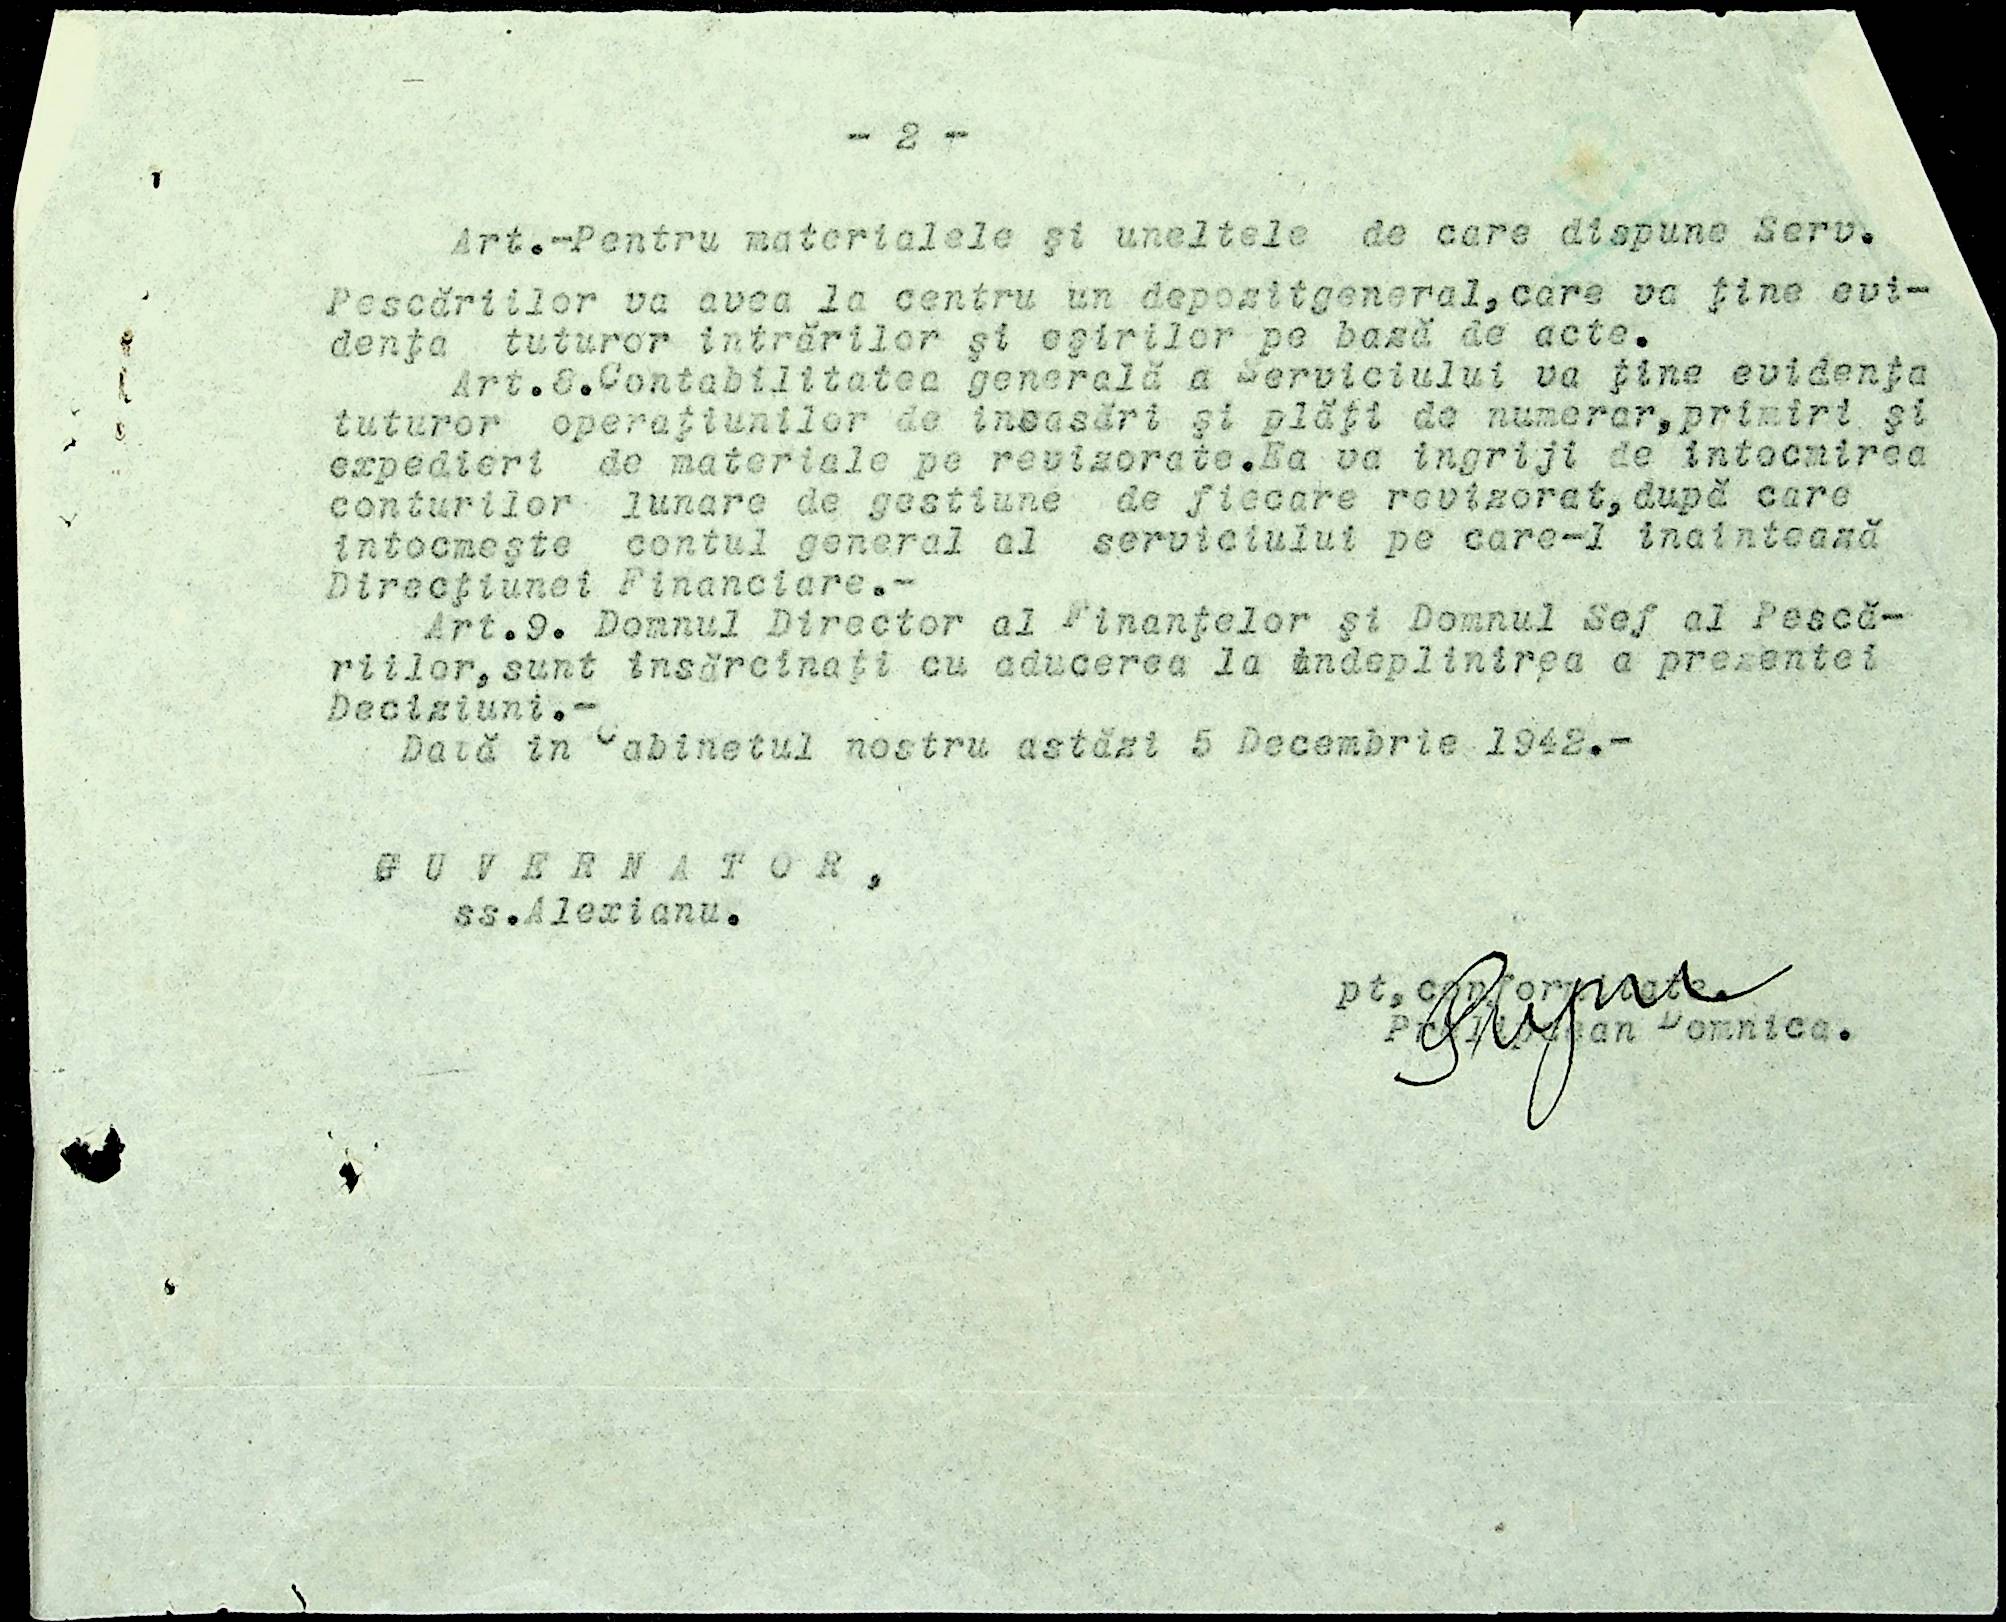 - 2 -
Art.-Pentru materialele şi uneltele de care dispune Serv.
Pescăriilor va avea la centru un depozitgeneral,care va ţine evi-
denţa tuturor intrărilor şi eşirilor pe bază de acte.
Art.8.Contabilitatea generală a Serviciului va ţine evidenţa
tuturor operaţiunilor de incasări şi plăţi de numerar,primiri şi
expedieri de materiale pe revizorate.Ea va ingriji de intocmirea
conturilor lunare de gestiune de fiecare revizorat,după care
intocmeşte contul general al serviciului pe care-l inaintează
Direcţiunei Financiare.-
Art.9. Domnul Director al Finanţelor şi Domnul Sef al Pescă-
riilor,sunt insărcinaţi cu aducerea la indeplinirea a prezentei
Deciziuni.-
Dată in Cabinetul nostru astăzi 5 Decembrie 1942.-
GUVERNATOR,
ss.Alexianu.
pt,conformitate.
Domnica.